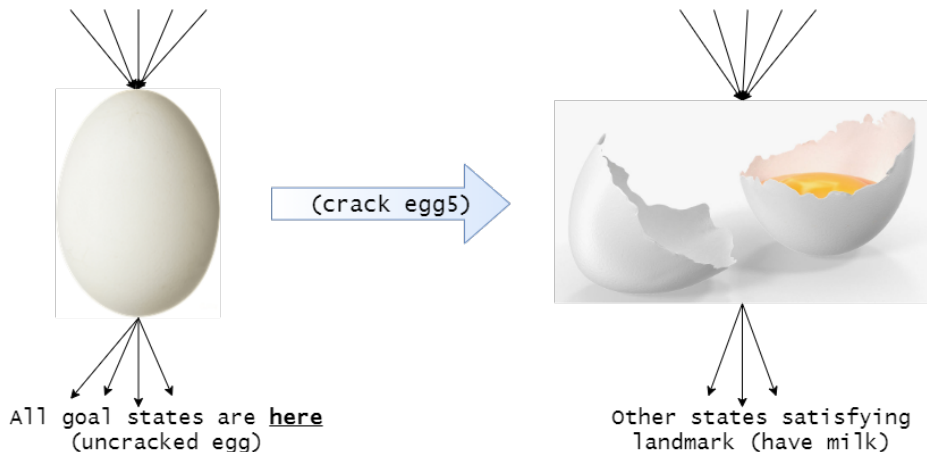 (crack egg5)
All goal states are here
(uncracked egg)
Other states satisfying
landmark (have milk)